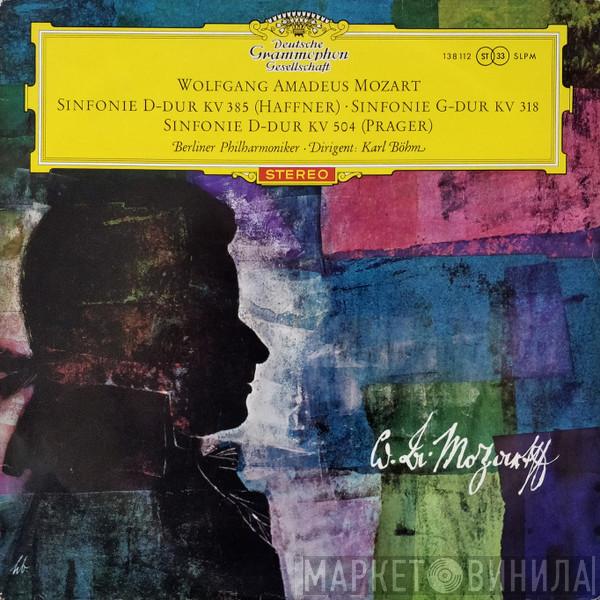 Deutsche
Grammophon
Gesellschaft
138 112 ST 33 SLPM
WOLFGANG AMADEUS MOZART
SINFONIE D-DUR KV 385 (HAFFNER) · SINFONIE G-DUR KV 318
SINFONIE D-DUR KV 504 (PRAGER)
Berliner Philharmoniker · Dirigent: Karl Böhm
STEREO
hb
МАРКЕТ ВИНИЛА